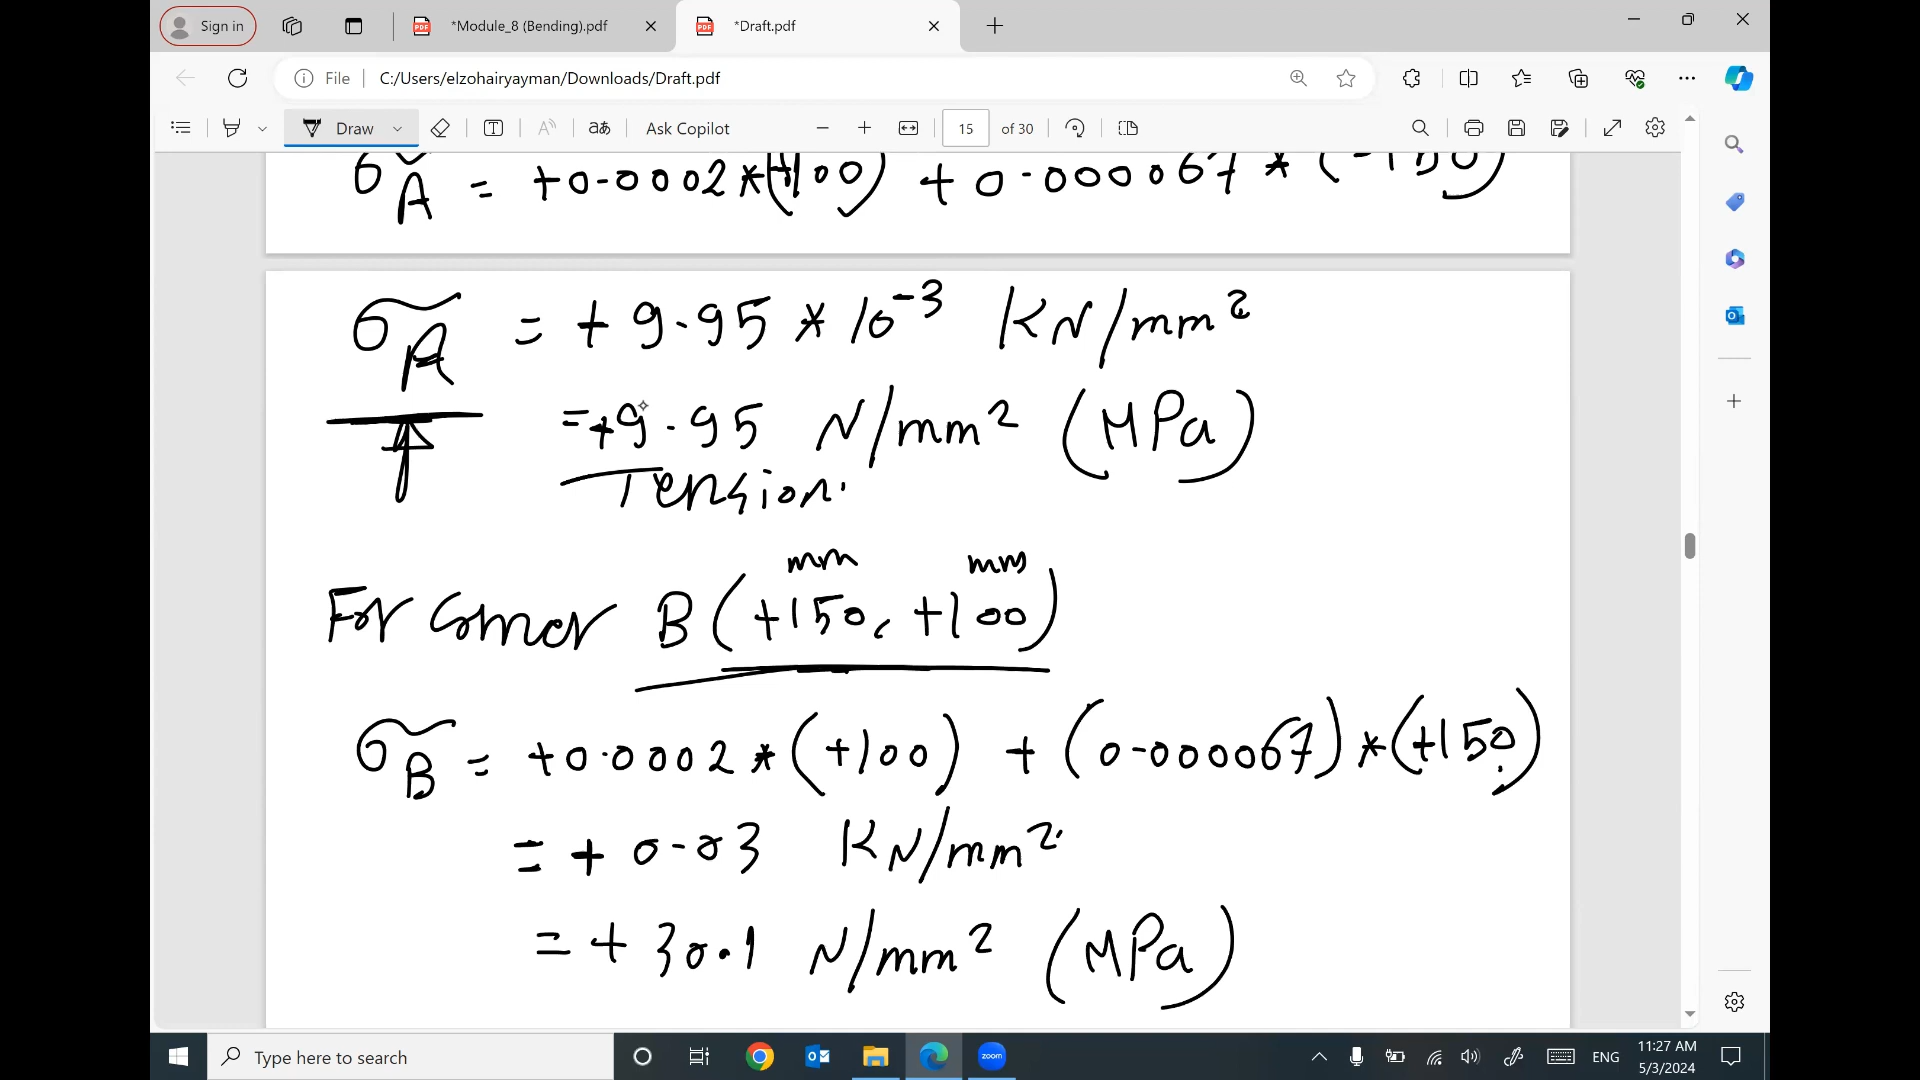 Sign in
*Module_8 (Bending).pdf
*Draft.pdf
File C:/Users/elzohairyayman/Downloads/Draft.pdf
Draw
aあ
Ask Copilot
15 of 30
σA = +0.0002*(+100) + 0.000067 * (-150)
σA = + 9.95 * 10⁻³ KN/mm²
= +9.95 N/mm² (MPa)
Tension.
mm mm
For Corner B(+150, +100)
σB = +0.0002 * (+100) + (0.000067)*(+150)
= + 0.03 KN/mm²
= + 30.1 N/mm² (MPa)
Type here to search
zoom
ENG
11:27 AM
5/3/2024